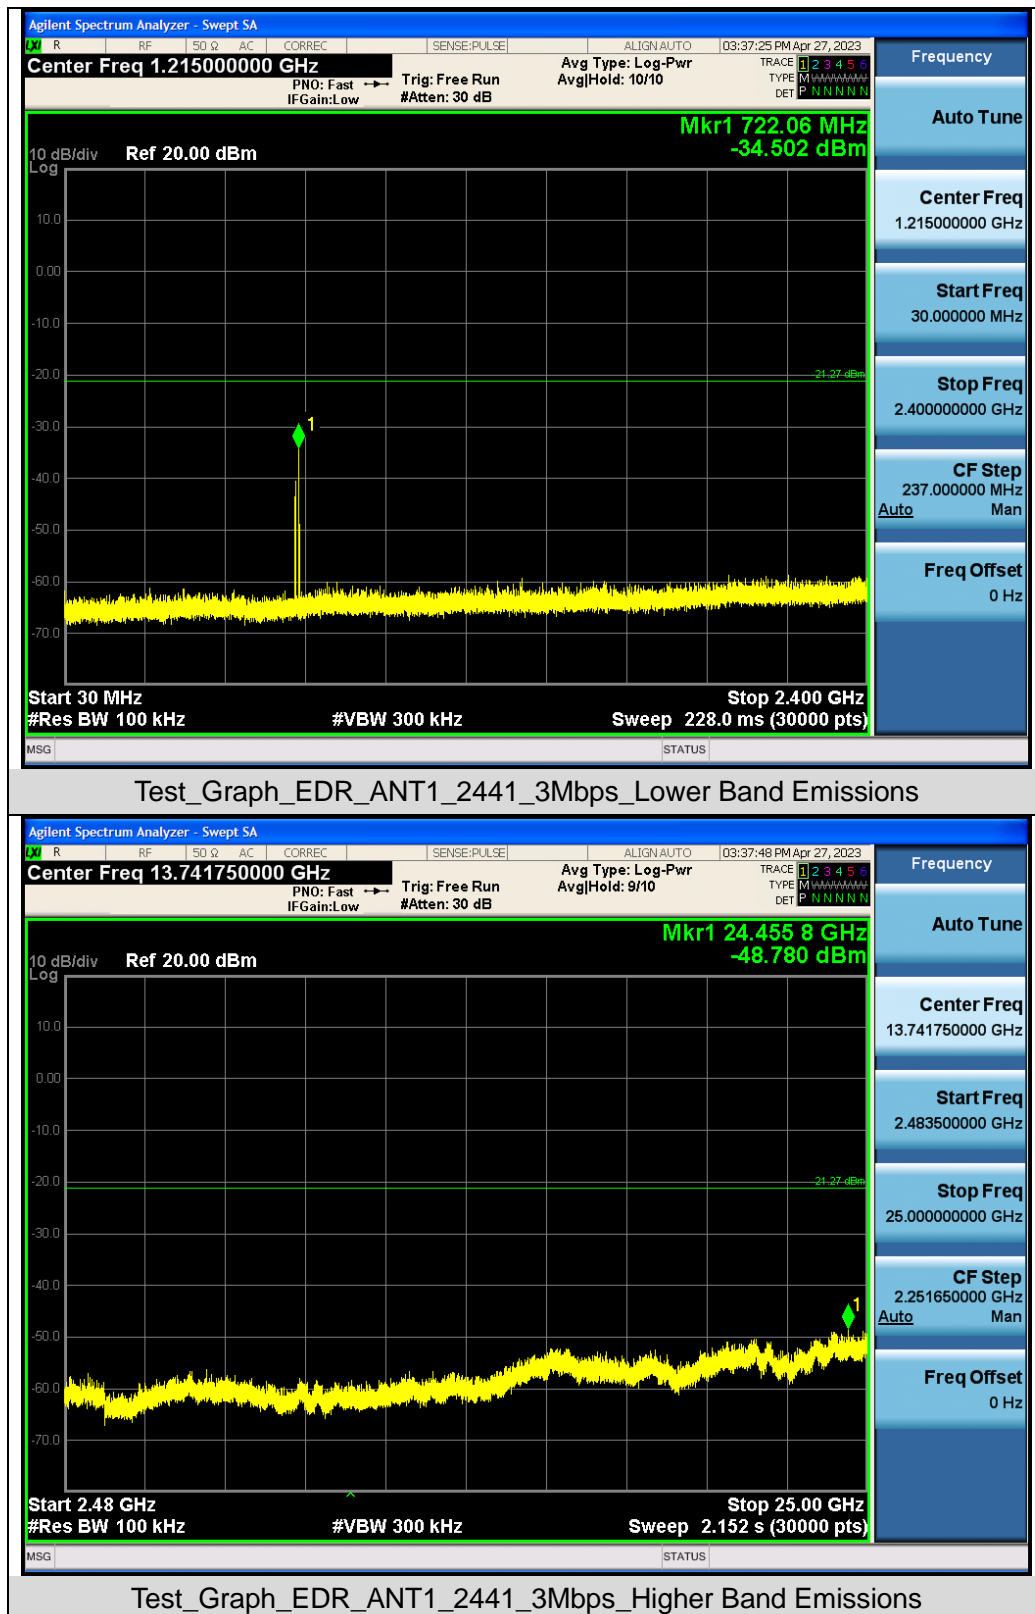 Agilent Spectrum Analyzer - Swept SA
LXI R RF 50 Ω AC CORREC SENSE:PULSE ALIGN AUTO 03:37:25 PM Apr 27, 2023
Center Freq 1.215000000 GHz
PNO: Fast
IFGain:Low
Trig: Free Run
#Atten: 30 dB
Avg Type: Log-Pwr
Avg|Hold: 10/10
TRACE 1 2 3 4 5 6
TYPE M
DET P N N N N N
Frequency
Auto Tune
Center Freq
1.215000000 GHz
Start Freq
30.000000 MHz
Stop Freq
2.400000000 GHz
CF Step
237.000000 MHz
Auto Man
Freq Offset
0 Hz
Mkr1 722.06 MHz
-34.502 dBm
10 dB/div Ref 20.00 dBm
Log
10.0
0.00
-10.0
-20.0
-21.27 dBm
-30.0
1
-40.0
-50.0
-60.0
-70.0
Start 30 MHz Stop 2.400 GHz
#Res BW 100 kHz #VBW 300 kHz Sweep 228.0 ms (30000 pts)
MSG STATUS
Test_Graph_EDR_ANT1_2441_3Mbps_Lower Band Emissions
Agilent Spectrum Analyzer - Swept SA
LXI R RF 50 Ω AC CORREC SENSE:PULSE ALIGN AUTO 03:37:48 PM Apr 27, 2023
Center Freq 13.741750000 GHz
PNO: Fast
IFGain:Low
Trig: Free Run
#Atten: 30 dB
Avg Type: Log-Pwr
Avg|Hold: 9/10
TRACE 1 2 3 4 5 6
TYPE M
DET P N N N N N
Frequency
Auto Tune
Center Freq
13.741750000 GHz
Start Freq
2.483500000 GHz
Stop Freq
25.000000000 GHz
CF Step
2.251650000 GHz
Auto Man
Freq Offset
0 Hz
Mkr1 24.455 8 GHz
-48.780 dBm
10 dB/div Ref 20.00 dBm
Log
10.0
0.00
-10.0
-20.0
-21.27 dBm
-30.0
-40.0
1
-50.0
-60.0
-70.0
Start 2.48 GHz Stop 25.00 GHz
#Res BW 100 kHz #VBW 300 kHz Sweep 2.152 s (30000 pts)
MSG STATUS
Test_Graph_EDR_ANT1_2441_3Mbps_Higher Band Emissions